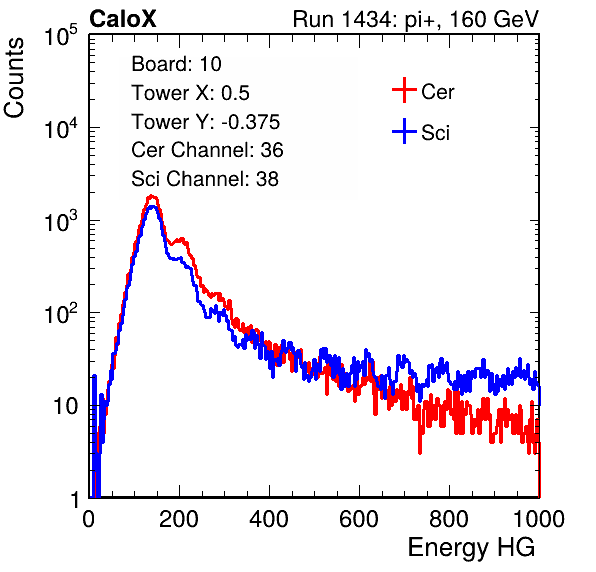 CaloX Run 1434: pi+, 160 GeV
Counts
10^5
10^4
10^3
10^2
10
1
Board: 10
Tower X: 0.5
Tower Y: -0.375
Cer Channel: 36
Sci Channel: 38
Cer
Sci
0 200 400 600 800 1000
Energy HG